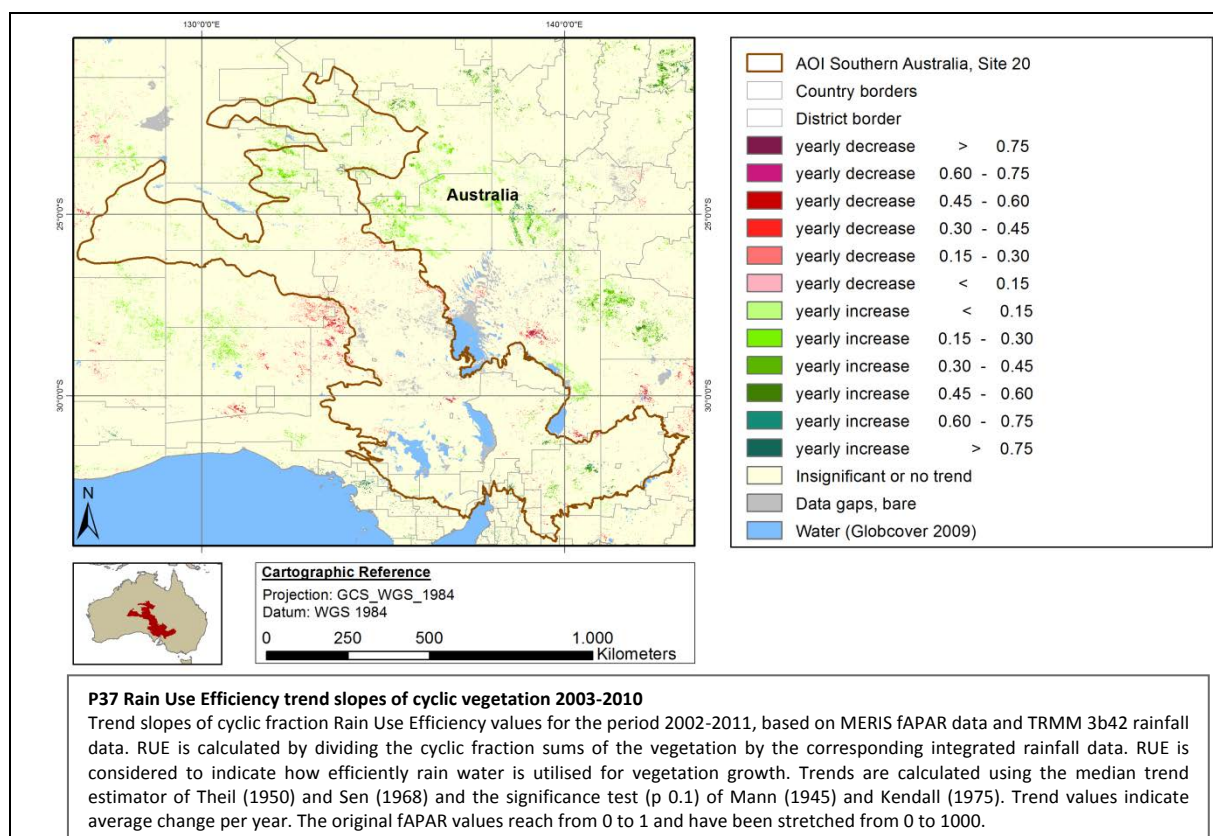 130°0'0"E
140°0'0"E
25°0'0"S
25°0'0"S
30°0'0"S
30°0'0"S
Australia
N
AOI Southern Australia, Site 20
Country borders
District border
yearly decrease > 0.75
yearly decrease 0.60 - 0.75
yearly decrease 0.45 - 0.60
yearly decrease 0.30 - 0.45
yearly decrease 0.15 - 0.30
yearly decrease < 0.15
yearly increase < 0.15
yearly increase 0.15 - 0.30
yearly increase 0.30 - 0.45
yearly increase 0.45 - 0.60
yearly increase 0.60 - 0.75
yearly increase > 0.75
Insignificant or no trend
Data gaps, bare
Water (Globcover 2009)
Cartographic Reference
Projection: GCS_WGS_1984
Datum: WGS 1984
0 250 500 1.000
Kilometers
P37 Rain Use Efficiency trend slopes of cyclic vegetation 2003-2010
Trend slopes of cyclic fraction Rain Use Efficiency values for the period 2002-2011, based on MERIS fAPAR data and TRMM 3b42 rainfall
data. RUE is calculated by dividing the cyclic fraction sums of the vegetation by the corresponding integrated rainfall data. RUE is
considered to indicate how efficiently rain water is utilised for vegetation growth. Trends are calculated using the median trend
estimator of Theil (1950) and Sen (1968) and the significance test (p 0.1) of Mann (1945) and Kendall (1975). Trend values indicate
average change per year. The original fAPAR values reach from 0 to 1 and have been stretched from 0 to 1000.